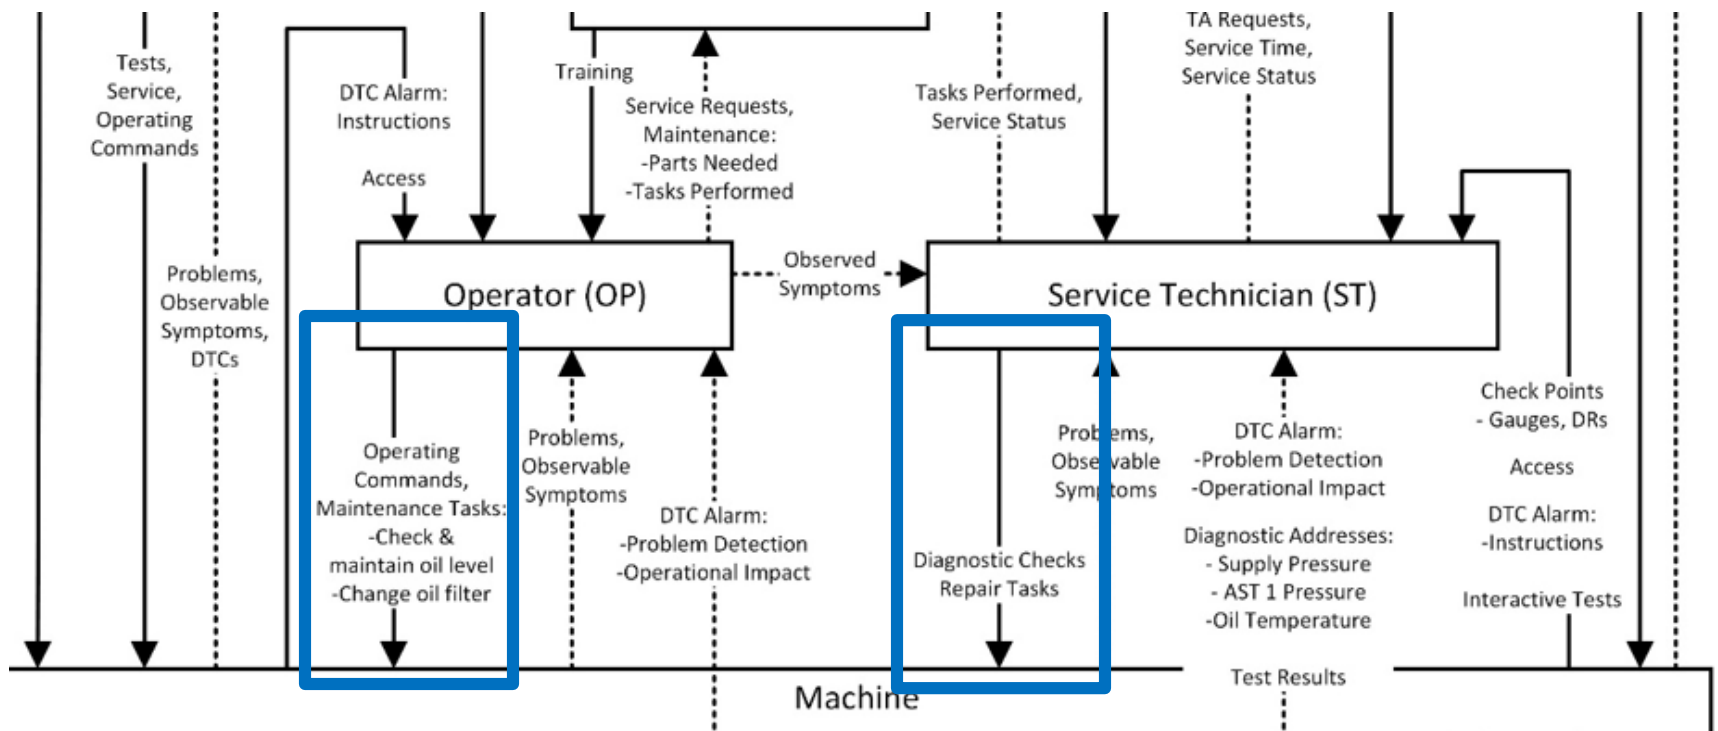 TA Requests,
Service Time,
Service Status
Tests,
Service,
Operating
Commands
DTC Alarm:
Instructions
Access
Training
Service Requests,
Maintenance:
-Parts Needed
-Tasks Performed
Tasks Performed,
Service Status
Problems,
Observable
Symptoms,
DTCs
Operator (OP)
Observed
Symptoms
Service Technician (ST)
Operating
Commands,
Maintenance Tasks:
-Check &
maintain oil level
-Change oil filter
Problems,
Observable
Symptoms
DTC Alarm:
-Problem Detection
-Operational Impact
Diagnostic Checks
Repair Tasks
Problems,
Observable
Symptoms
DTC Alarm:
-Problem Detection
-Operational Impact
Diagnostic Addresses:
- Supply Pressure
- AST 1 Pressure
-Oil Temperature
Test Results
Check Points
- Gauges, DRs
Access
DTC Alarm:
-Instructions
Interactive Tests
Machine